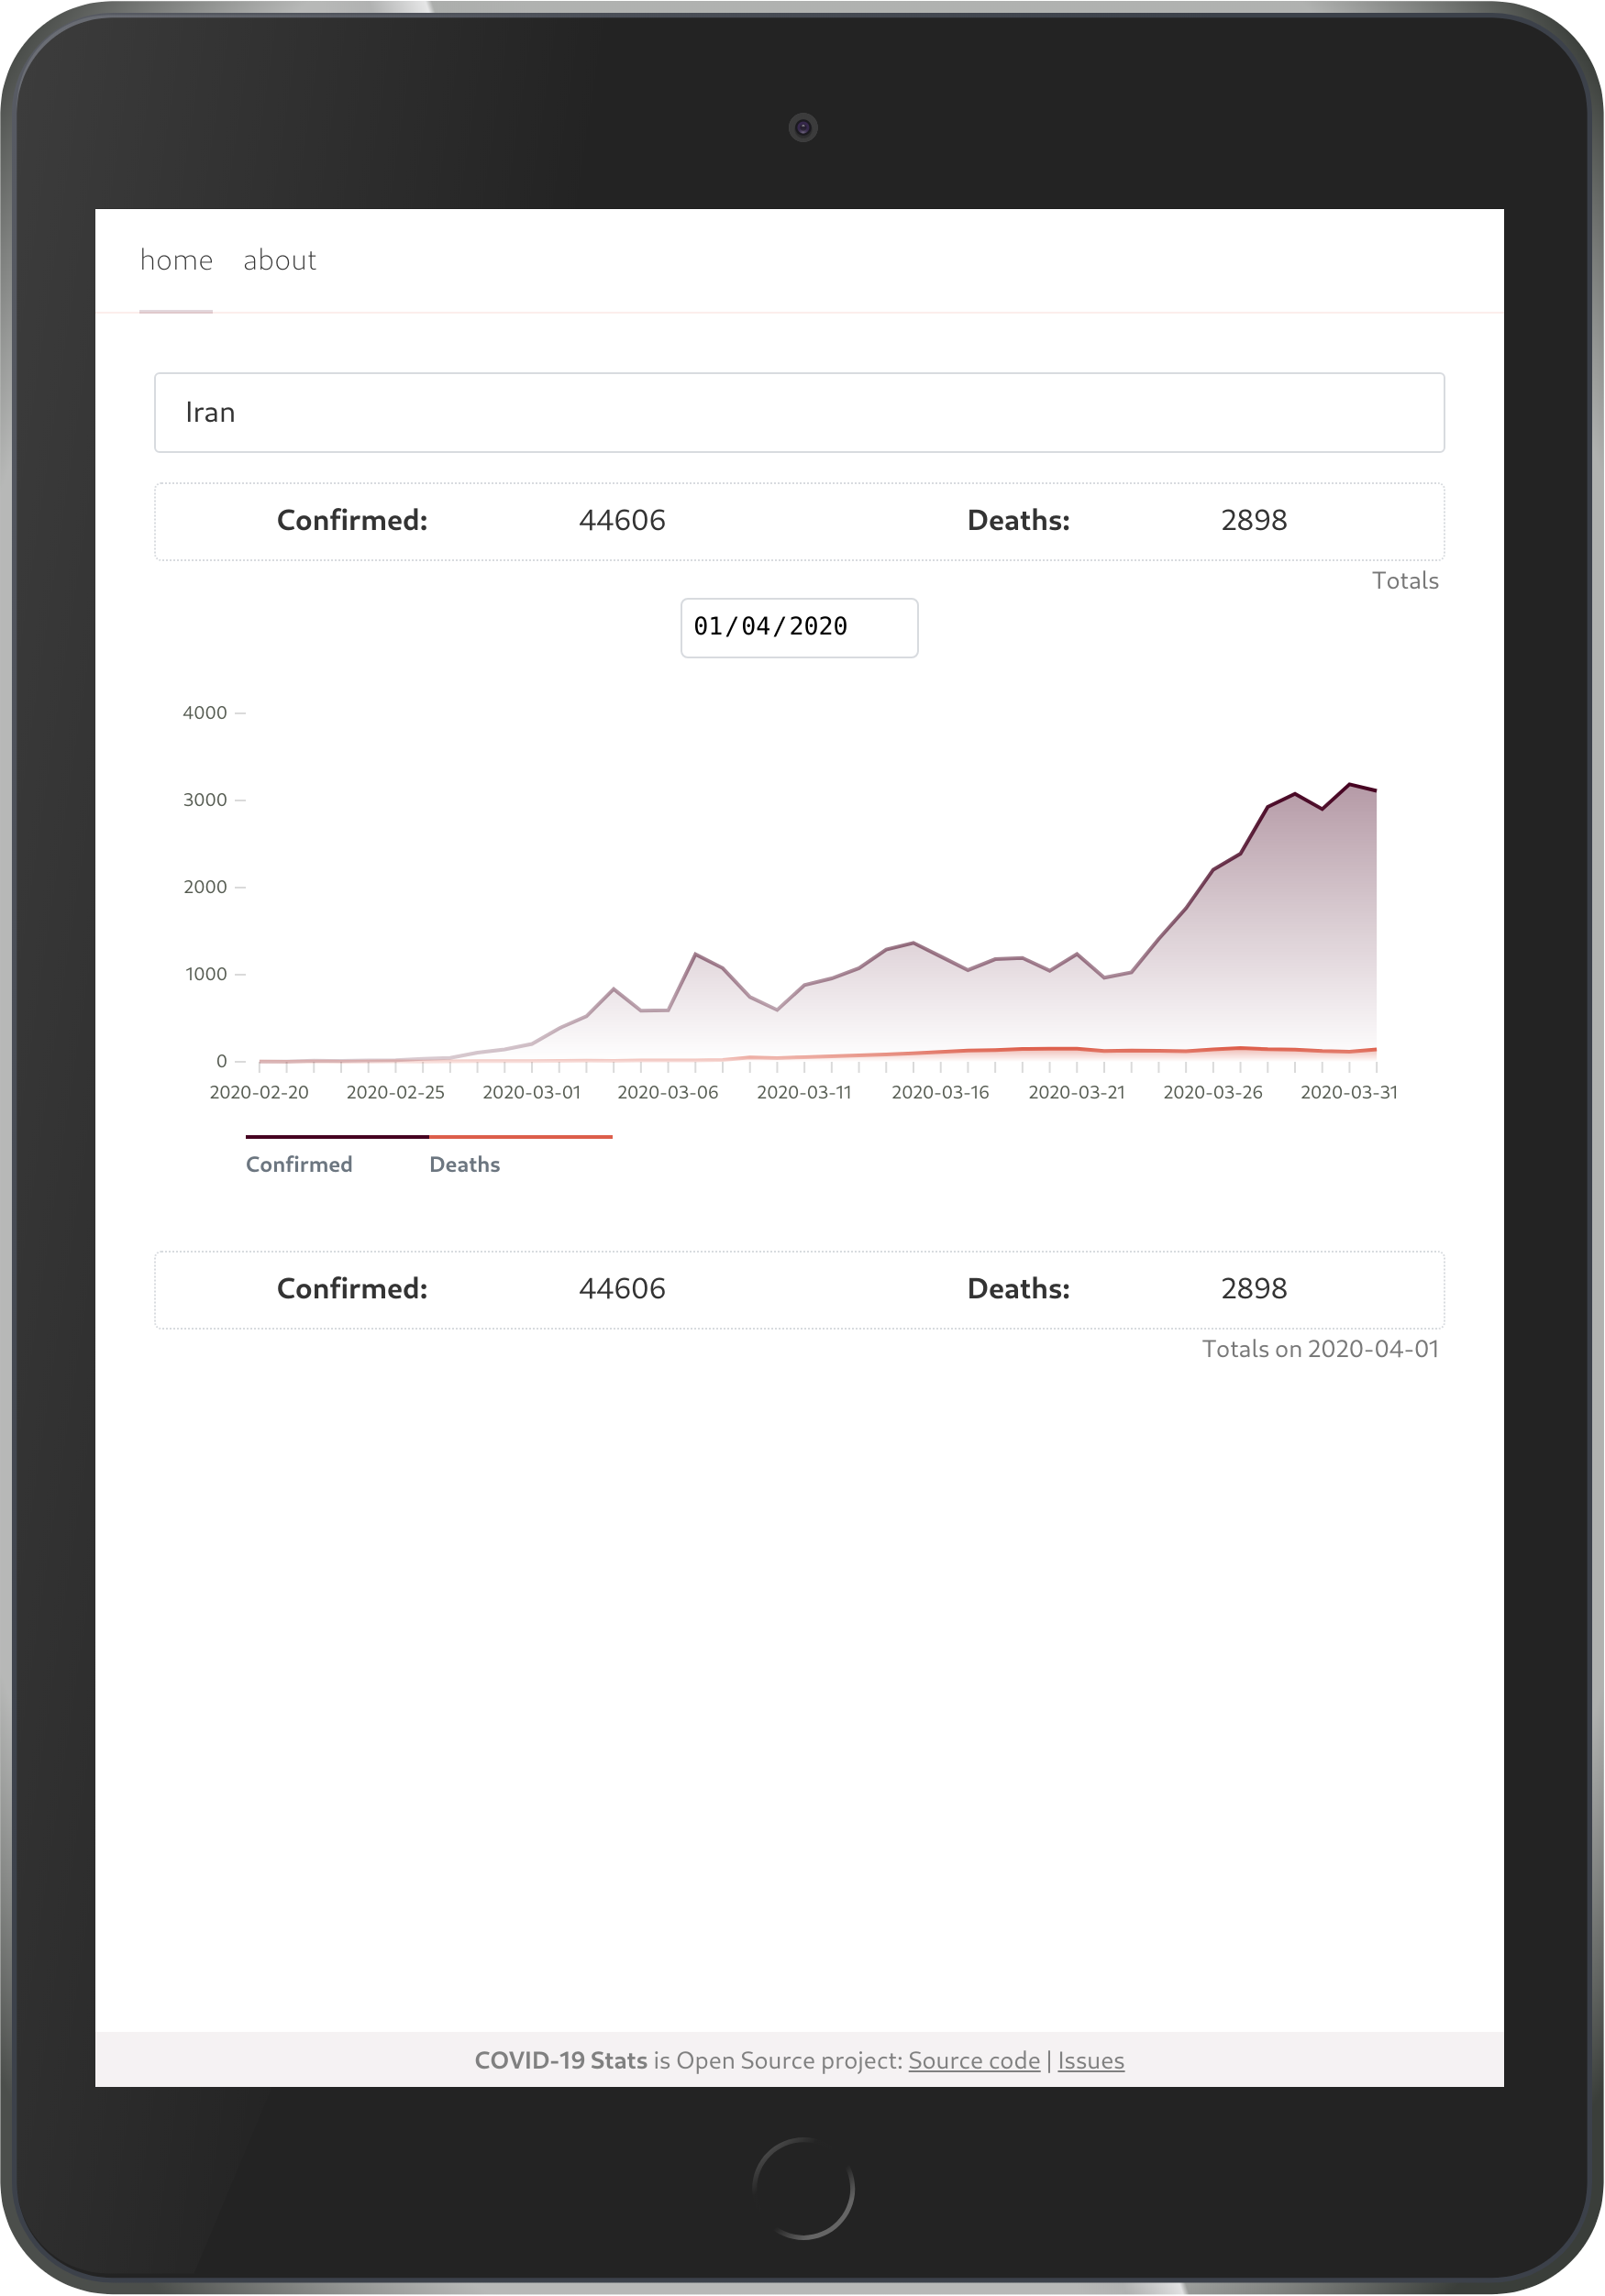 home about
Iran
Confirmed: 44606 Deaths: 2898
Totals
01/04/2020
4000
3000
2000
1000
0
2020-02-20 2020-02-25 2020-03-01 2020-03-06 2020-03-11 2020-03-16 2020-03-21 2020-03-26 2020-03-31
Confirmed Deaths
Confirmed: 44606 Deaths: 2898
Totals on 2020-04-01
COVID-19 Stats is Open Source project: Source code | Issues